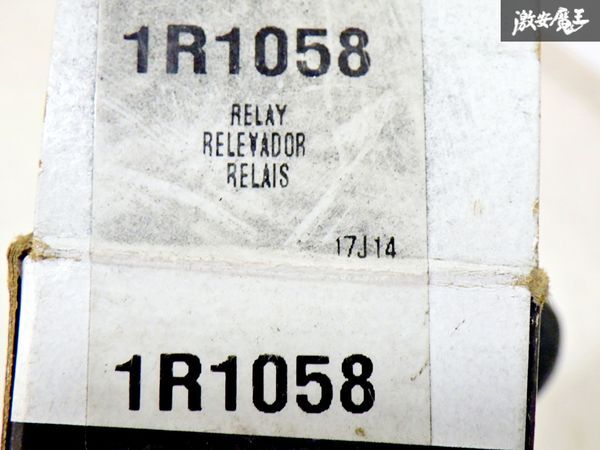 激安魔王
1R1058
RELAY
RELEVADOR
RELAIS
17J14
1R1058